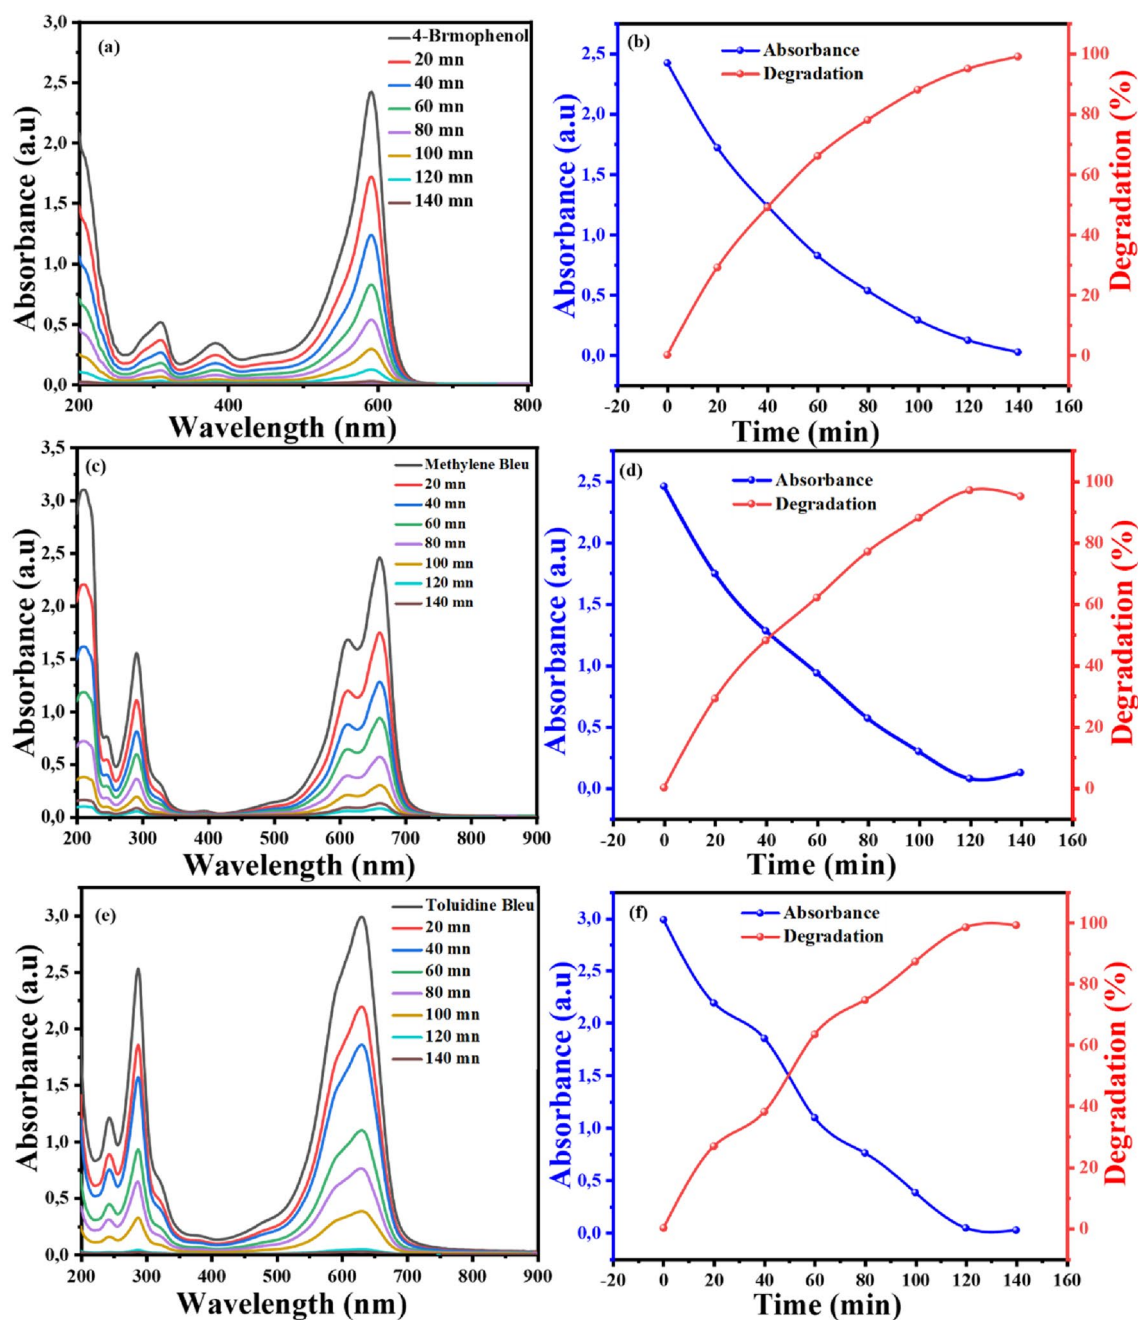 (a)
4-Brmophenol
20 mn
40 mn
60 mn
80 mn
100 mn
120 mn
140 mn
3,0
2,5
2,0
1,5
1,0
0,5
0,0
Absorbance (a.u)
200 400 600 800
Wavelength (nm)
(b)
Absorbance
Degradation
2,5
2,0
1,5
1,0
0,5
0,0
Absorbance (a.u)
100
80
60
40
20
0
Degradation (%)
-20 0 20 40 60 80 100 120 140 160
Time (min)
(c)
Methylene Bleu
20 mn
40 mn
60 mn
80 mn
100 mn
120 mn
140 mn
3,5
3,0
2,5
2,0
1,5
1,0
0,5
0,0
Absorbance (a.u)
200 300 400 500 600 700 800 900
Wavelength (nm)
(d)
Absorbance
Degradation
2,5
2,0
1,5
1,0
0,5
0,0
Absorbance (a.u)
100
80
60
40
20
0
Degradation (%)
-20 0 20 40 60 80 100 120 140 160
Time (min)
(e)
Toluidine Bleu
20 mn
40 mn
60 mn
80 mn
100 mn
120 mn
140 mn
3,0
2,5
2,0
1,5
1,0
0,5
0,0
Absorbance (a.u)
200 300 400 500 600 700 800 900
Wavelength (nm)
(f)
Absorbance
Degradation
3,0
2,5
2,0
1,5
1,0
0,5
0,0
Absorbance (a.u)
100
80
60
40
20
0
Degradation (%)
-20 0 20 40 60 80 100 120 140 160
Time (min)